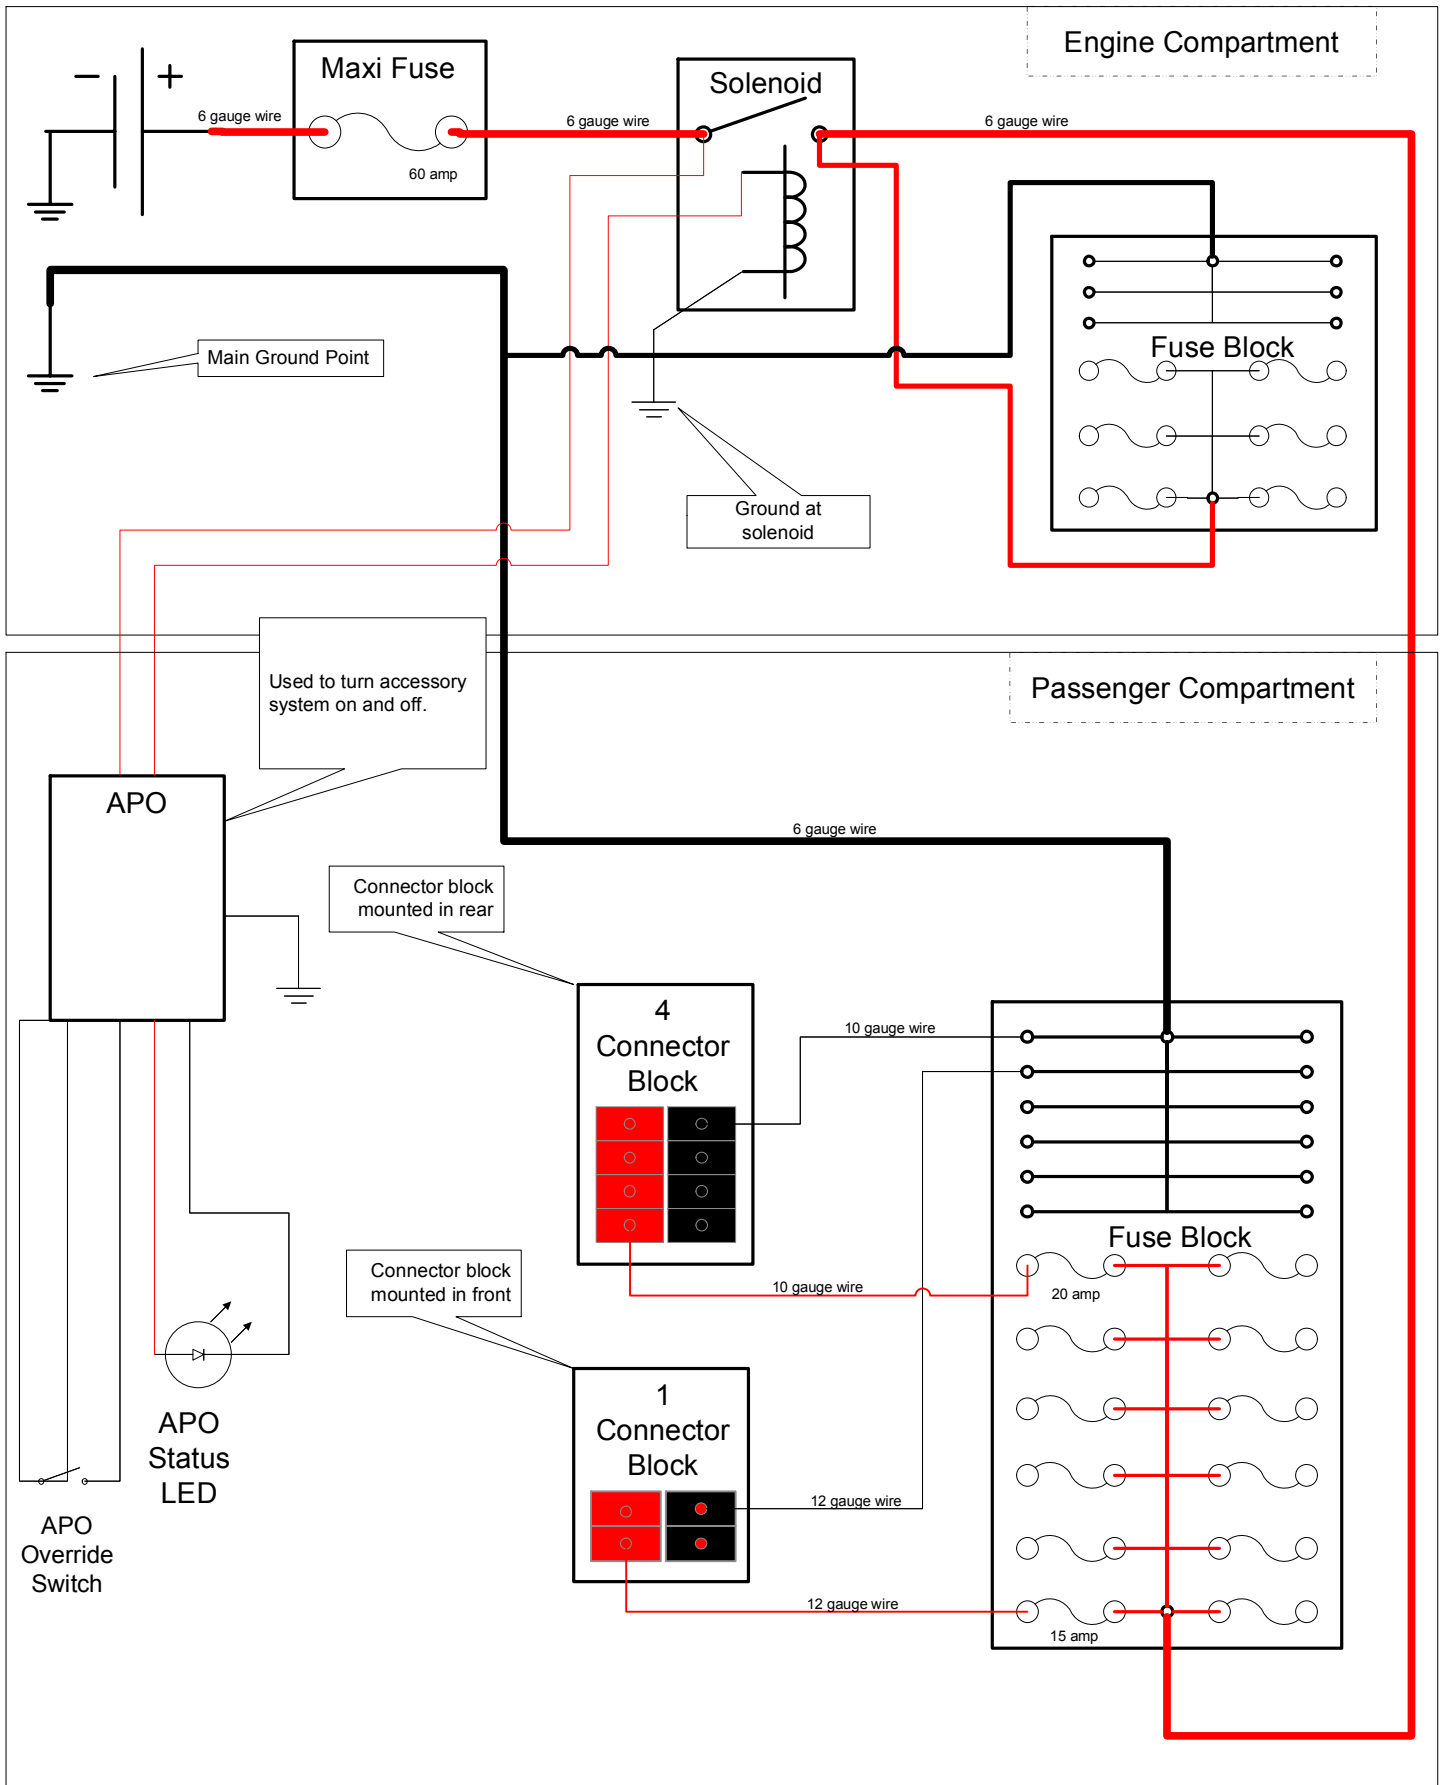 Engine Compartment
− +
Maxi Fuse
Solenoid
6 gauge wire
6 gauge wire
6 gauge wire
60 amp
Main Ground Point
Fuse Block
Ground at
solenoid
Used to turn accessory
system on and off.
Passenger Compartment
APO
6 gauge wire
Connector block
mounted in rear
4
Connector
Block
10 gauge wire
Fuse Block
Connector block
mounted in front
10 gauge wire
20 amp
1
Connector
Block
APO
Status
LED
12 gauge wire
APO
Override
Switch
12 gauge wire
15 amp